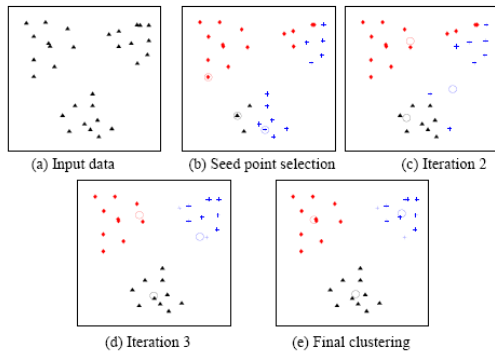 (a) Input data
(b) Seed point selection
(c) Iteration 2
(d) Iteration 3
(e) Final clustering